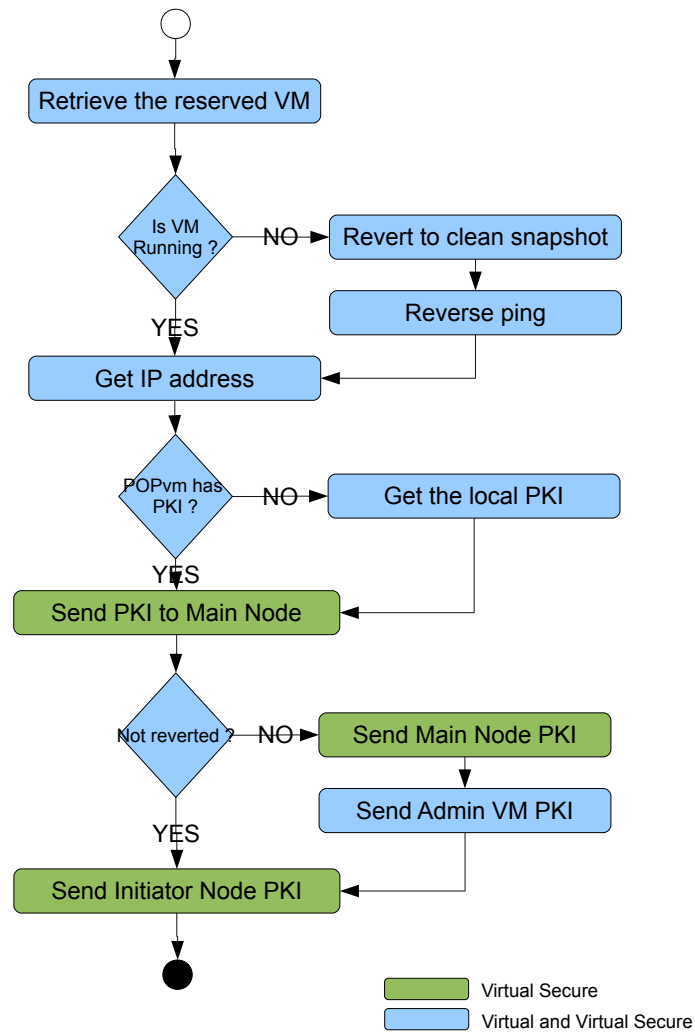 Retrieve the reserved VM
Is VM
Running ?
NO
Revert to clean snapshot
Reverse ping
YES
Get IP address
POPvm has
PKI ?
NO
Get the local PKI
YES
Send PKI to Main Node
Not reverted ?
NO
Send Main Node PKI
Send Admin VM PKI
YES
Send Initiator Node PKI
Virtual Secure
Virtual and Virtual Secure